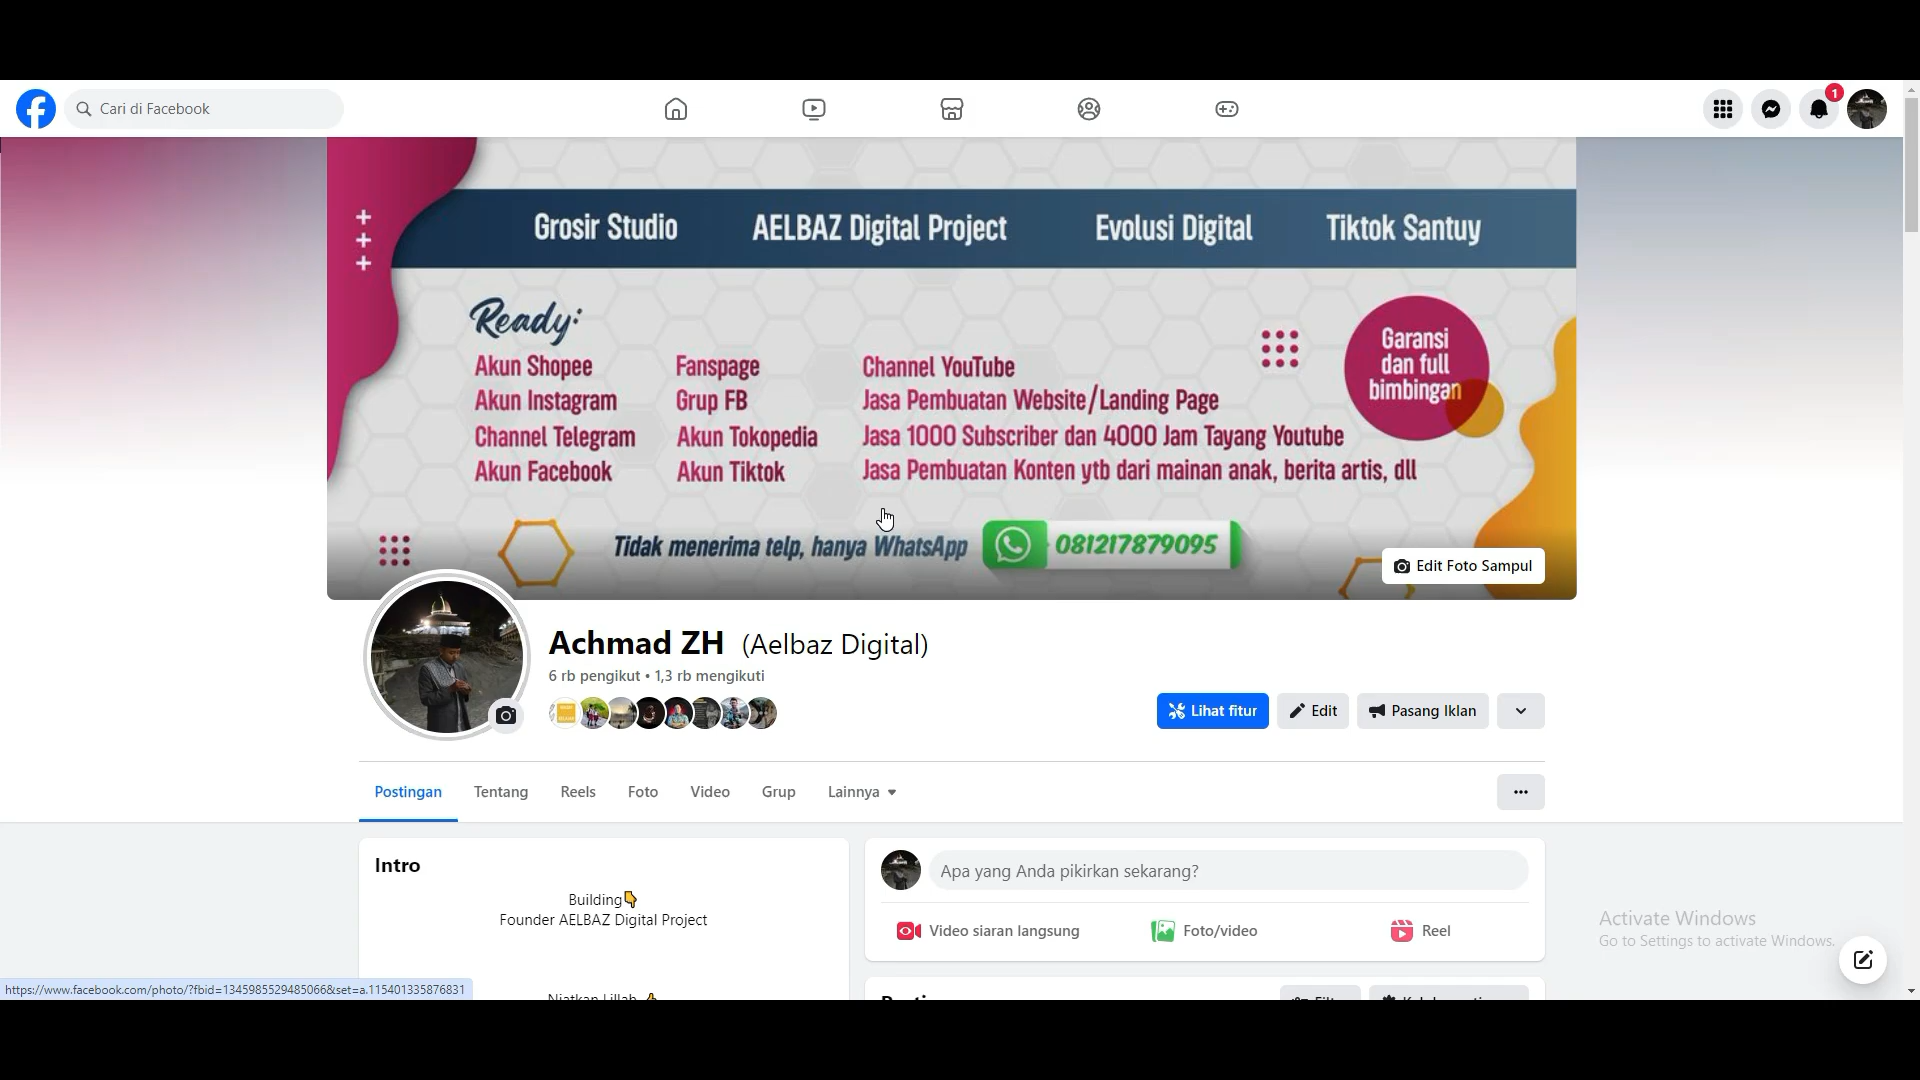 Cari di Facebook
1
Grosir Studio AELBAZ Digital Project Evolusi Digital Tiktok Santuy
Ready:
Akun Shopee Fanspage Channel YouTube
Akun Instagram Grup FB Jasa Pembuatan Website/Landing Page
Channel Telegram Akun Tokopedia Jasa 1000 Subscriber dan 4000 Jam Tayang Youtube
Akun Facebook Akun Tiktok Jasa Pembuatan Konten ytb dari mainan anak, berita artis, dll
Garansi
dan full
bimbingan
Tidak menerima telp, hanya WhatsApp 081217879095
Edit Foto Sampul
Achmad ZH (Aelbaz Digital)
6 rb pengikut • 1,3 rb mengikuti
Lihat fitur Edit Pasang Iklan
Postingan Tentang Reels Foto Video Grup Lainnya
Intro
Building👇
Founder AELBAZ Digital Project
Niatkan Lillah
Apa yang Anda pikirkan sekarang?
Video siaran langsung Foto/video Reel
Activate Windows
Go to Settings to activate Windows.
https://www.facebook.com/photo/?fbid=1345985529485066&set=a.115401335876831